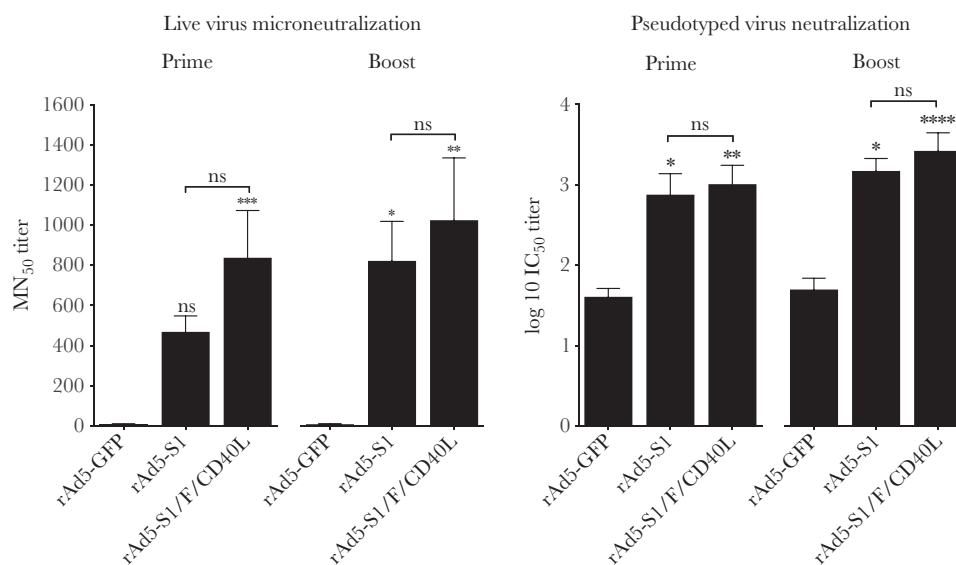 Live virus microneutralization
Prime
Boost
MN50 titer
1600
1400
1200
1000
800
600
400
200
0
ns
ns
***
ns
*
**
rAd5-GFP
rAd5-S1
rAd5-S1/F/CD40L
rAd5-GFP
rAd5-S1
rAd5-S1/F/CD40L
Pseudotyped virus neutralization
Prime
Boost
log 10 IC50 titer
4
3
2
1
0
ns
*
**
ns
*
****
rAd5-GFP
rAd5-S1
rAd5-S1/F/CD40L
rAd5-GFP
rAd5-S1
rAd5-S1/F/CD40L